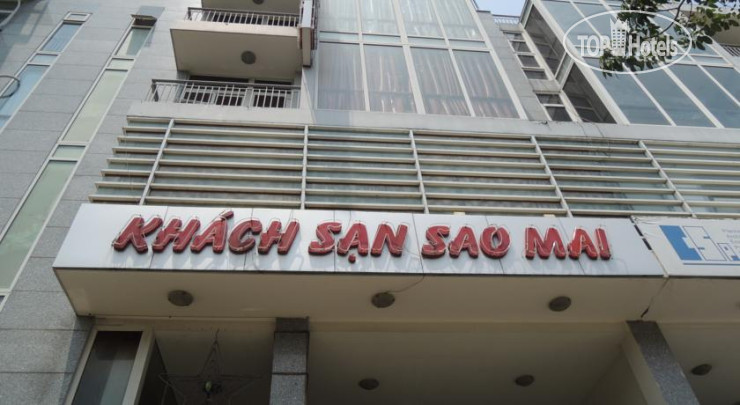 KHÁCH SẠN SAO MAI
TOP Hotels